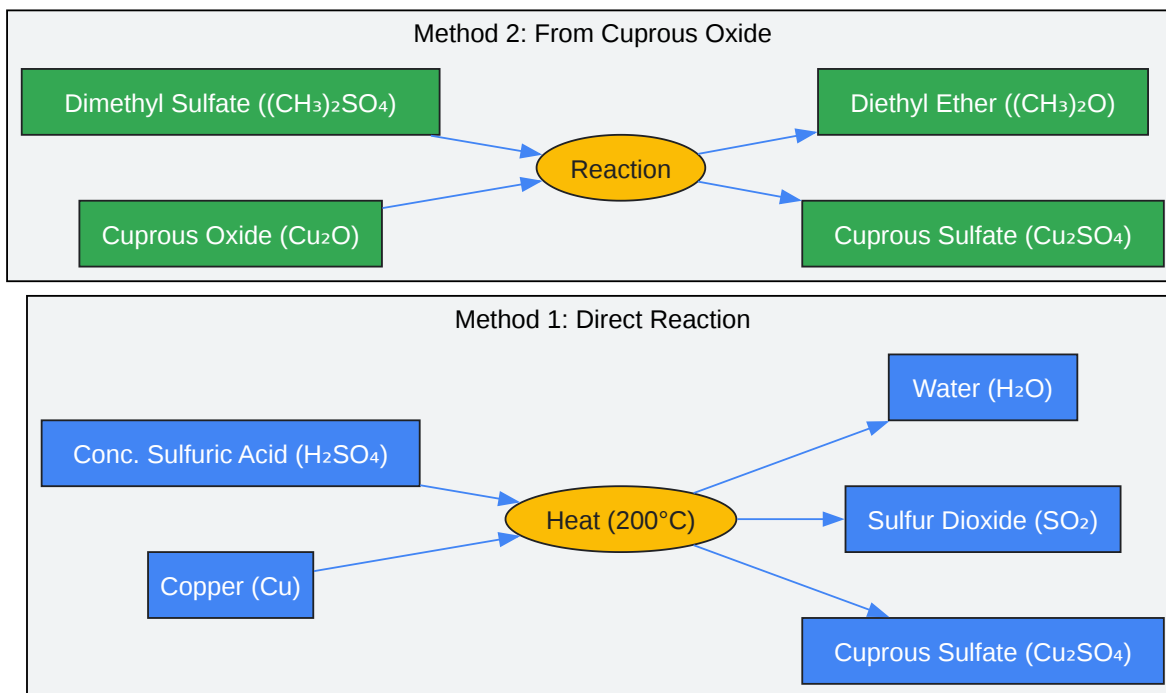 Method 2: From Cuprous Oxide
Dimethyl Sulfate ((CH₃)₂SO₄)
Diethyl Ether ((CH₃)₂O)
Reaction
Cuprous Oxide (Cu₂O)
Cuprous Sulfate (Cu₂SO₄)
Method 1: Direct Reaction
Water (H₂O)
Conc. Sulfuric Acid (H₂SO₄)
Heat (200°C)
Sulfur Dioxide (SO₂)
Copper (Cu)
Cuprous Sulfate (Cu₂SO₄)